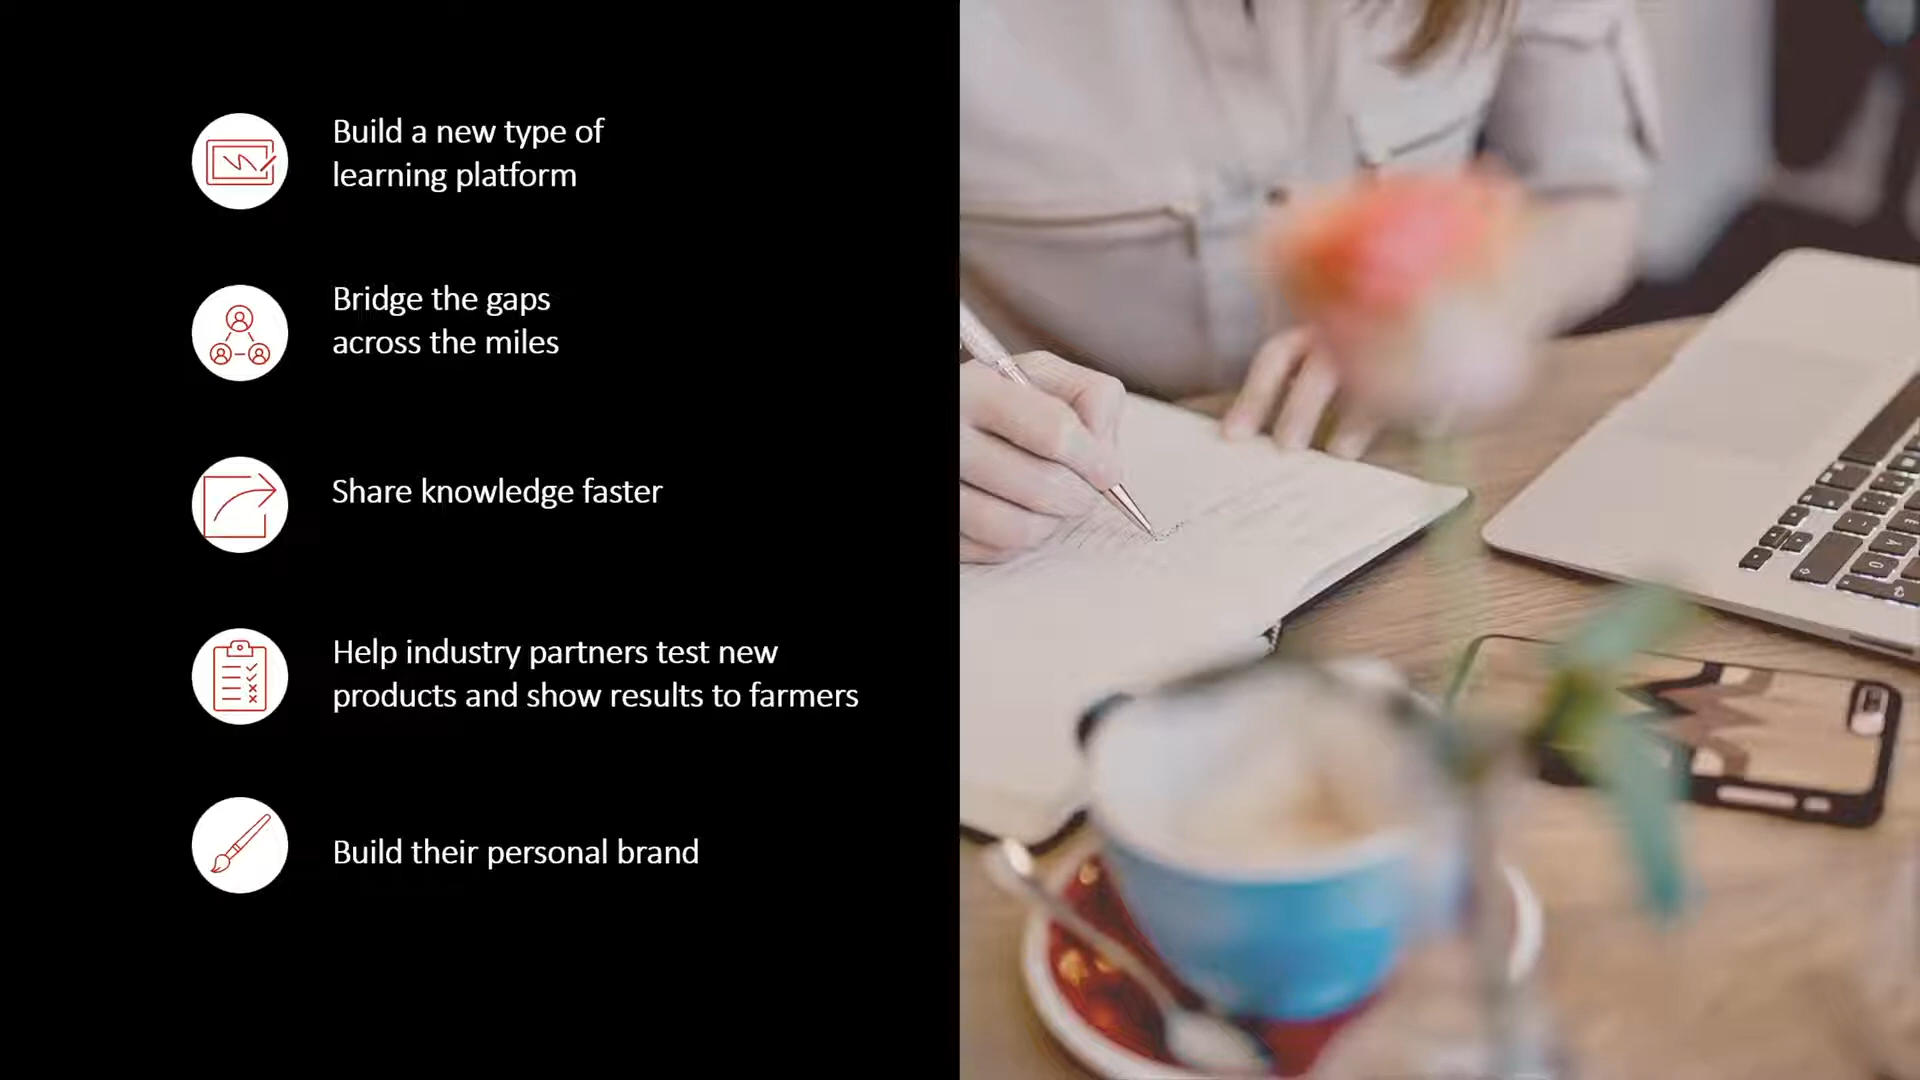 Build a new type of
learning platform
Bridge the gaps
across the miles
Share knowledge faster
Help industry partners test new
products and show results to farmers
Build their personal brand